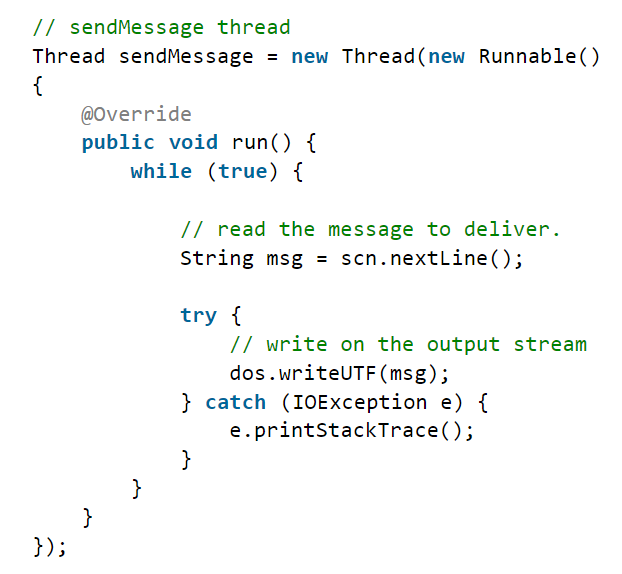 // sendMessage thread
Thread sendMessage = new Thread(new Runnable()
{
    @Override
    public void run() {
        while (true) {

            // read the message to deliver.
            String msg = scn.nextLine();

            try {
                // write on the output stream
                dos.writeUTF(msg);
            } catch (IOException e) {
                e.printStackTrace();
            }
        }
    }
});